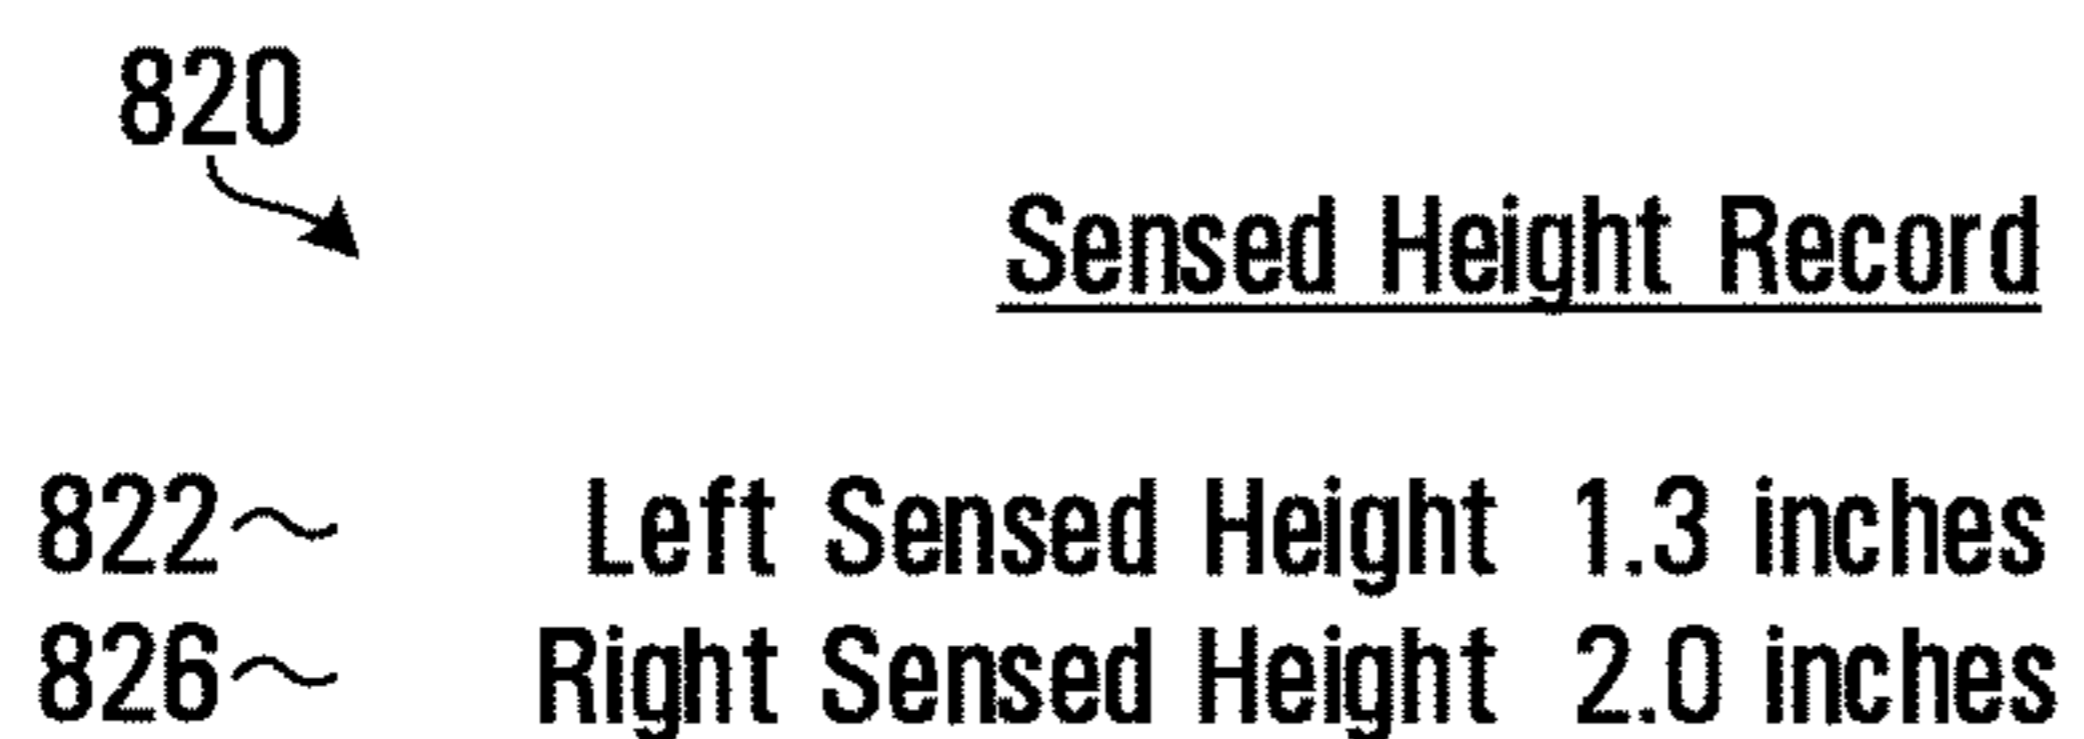 820
Sensed Height Record
822 Left Sensed Height 1.3 inches
826 Right Sensed Height 2.0 inches